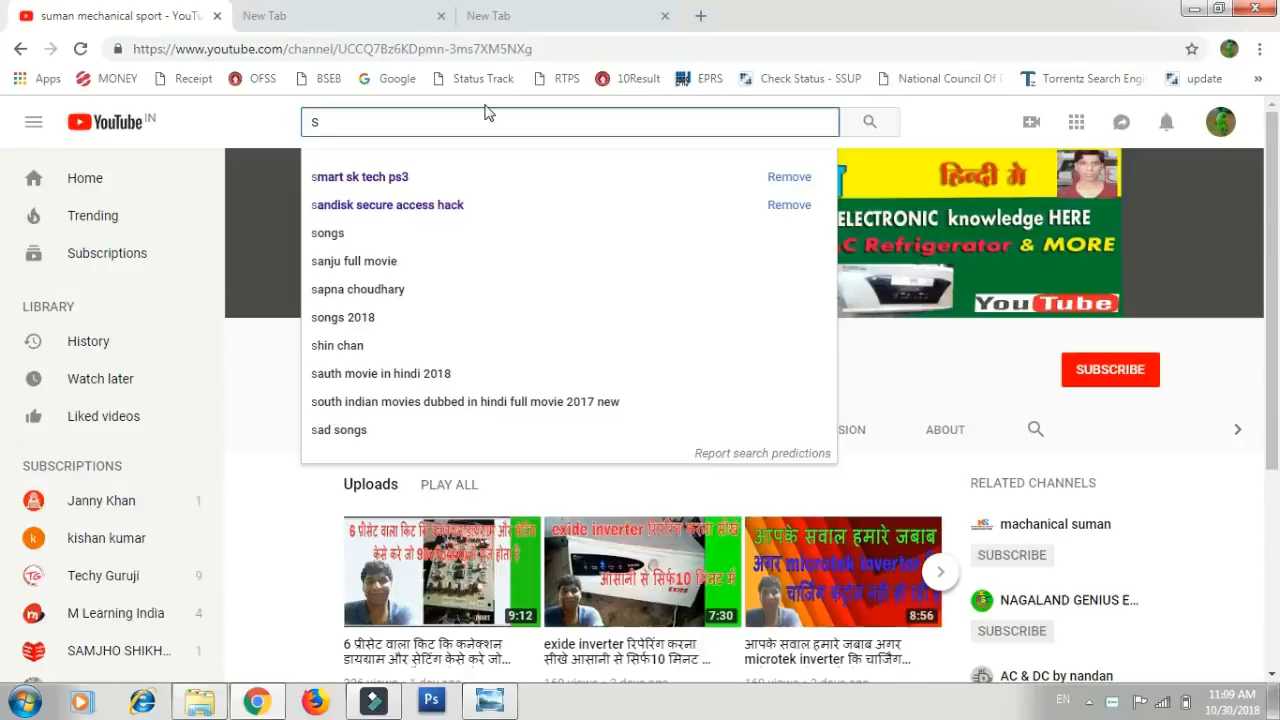 suman mechanical sport - YouTu
New Tab
New Tab
https://www.youtube.com/channel/UCCQ7Bz6KDpmn-3ms7XM5NXg
Apps MONEY Receipt OFSS BSEB Google Status Track RTPS 10Result EPRS Check Status - SSUP National Council Of E Torrentz Search Engi update »
YouTube IN
s
smart sk tech ps3 Remove
sandisk secure access hack Remove
songs
sanju full movie
sapna choudhary
songs 2018
shin chan
sauth movie in hindi 2018
south indian movies dubbed in hindi full movie 2017 new
sad songs
Report search predictions
Home
Trending
Subscriptions
LIBRARY
History
Watch later
Liked videos
SUBSCRIPTIONS
Janny Khan 1
kishan kumar
Techy Guruji 9
M Learning India 4
SAMJHO SHIKH... 1
हिन्दी मे
ELECTRONIC knowledge HERE
C Refrigerator & MORE
YouTube
SUBSCRIBE
SION ABOUT
Uploads PLAY ALL
6 प्रीसेट वाला किट कि
9:12
exide inverter रिपेरिंग करना सीखे
आसानी से सिर्फ10 मिनट में
7:30
आपके सवाल हमारे जबाब
अगर microtek inverter कि
चार्जिंग कंट्रोल नही हो रही है
8:56
6 प्रीसेट वाला किट कि कनेक्शन
डायग्राम और सेटिंग केसे करे जो...
exide inverter रिपेरिंग करना
सीखे आसानी से सिर्फ10 मिनट ...
आपके सवाल हमारे जबाब अगर
microtek inverter कि चार्जिंग...
RELATED CHANNELS
machanical suman
SUBSCRIBE
NAGALAND GENIUS E...
SUBSCRIBE
AC & DC by nandan
EN
11:09 AM
10/30/2018